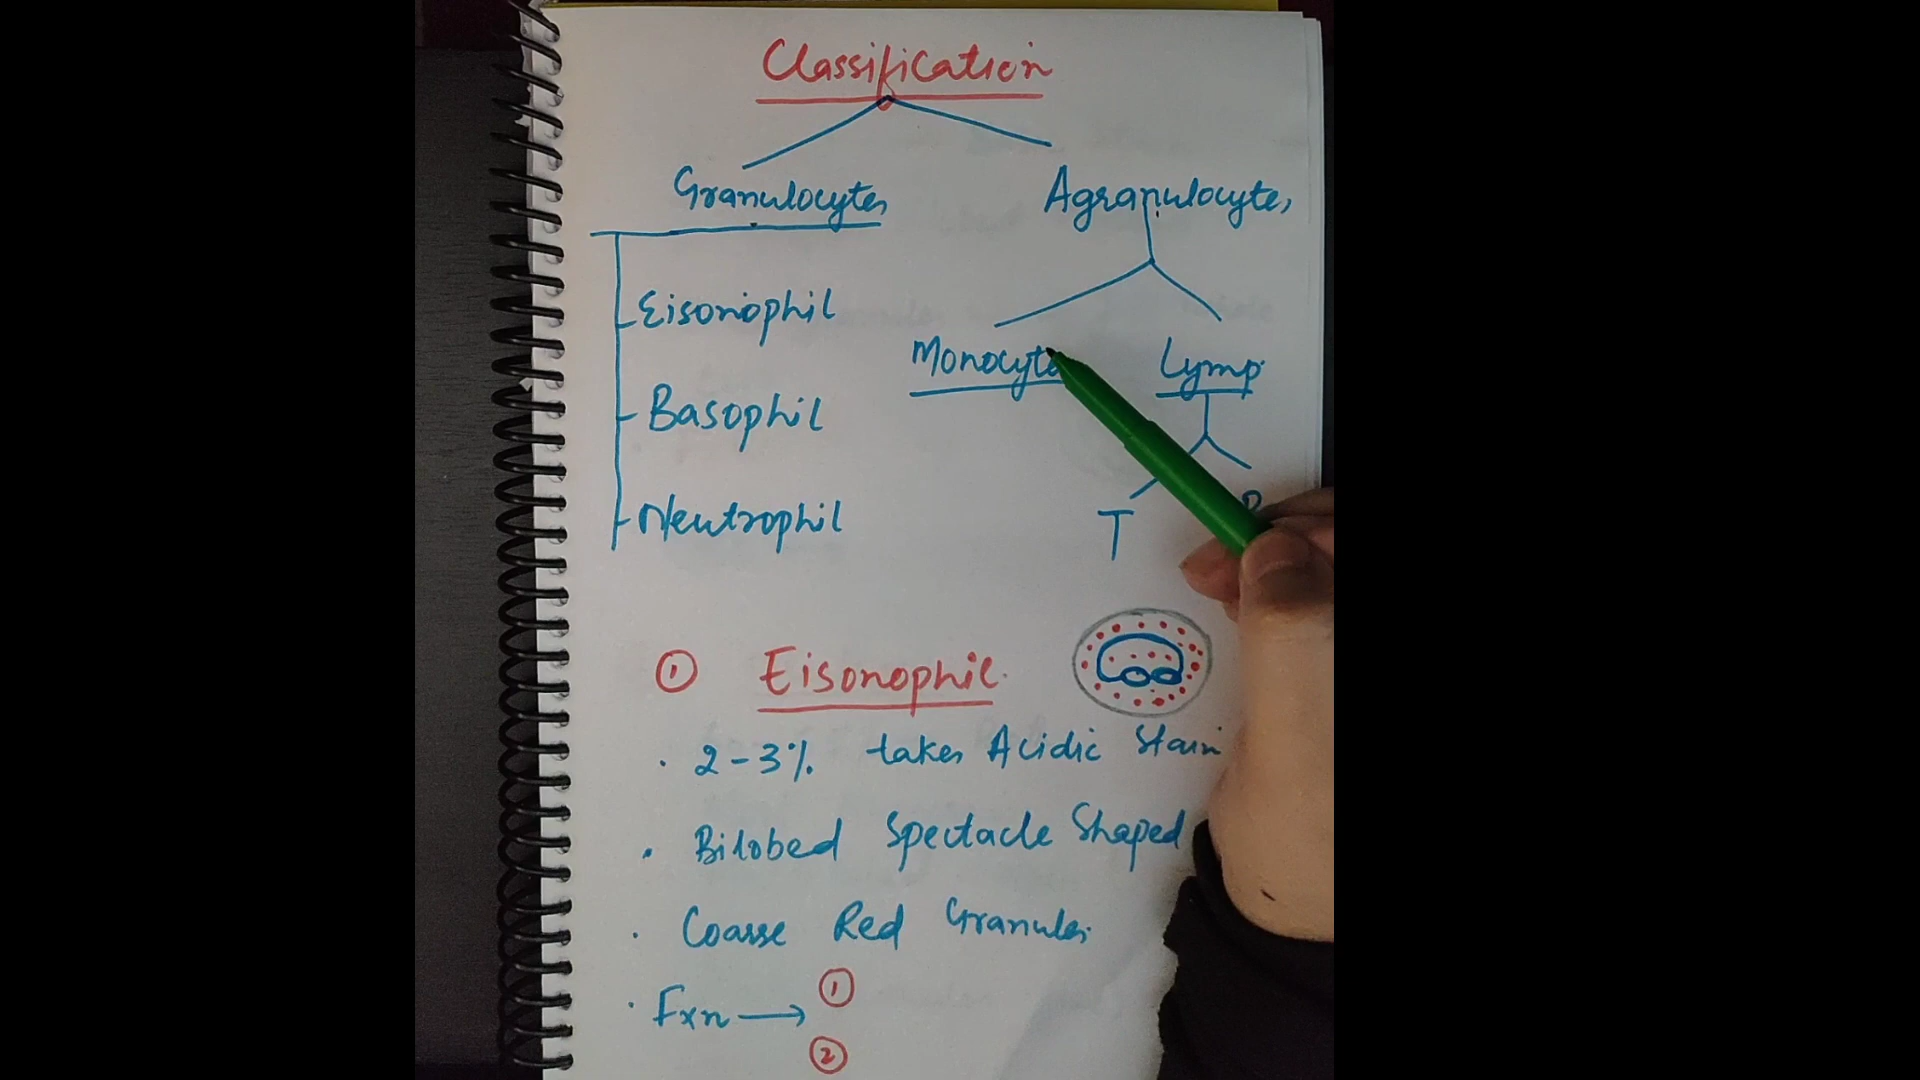 Classification
Granulocytes Agranulocytes
Eisonophil
Monocyte Lymp.
Basophil
Neutrophil
T B
① Eisonophil.
. 2-3% takes Acidic Stain
. Bilobed Spectacle Shaped
. Coarse Red Granules.
. Fxn → ①
②